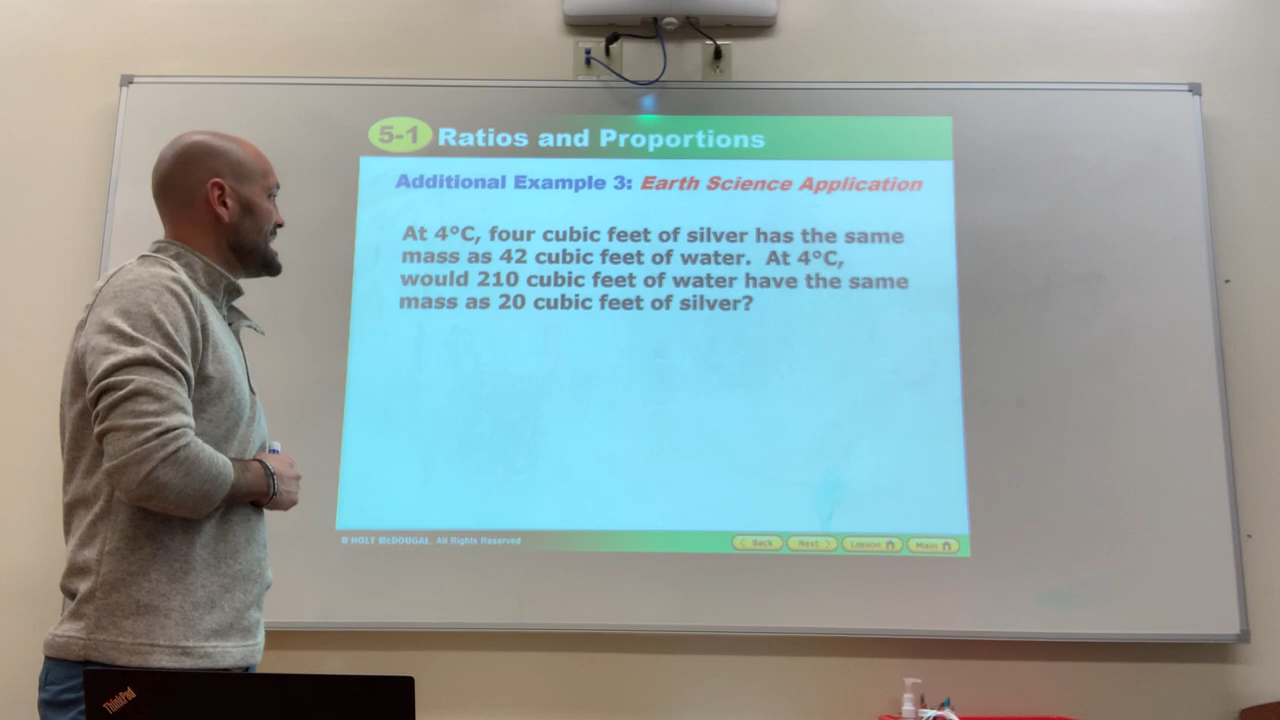 5-1 Ratios and Proportions
Additional Example 3: Earth Science Application
At 4°C, four cubic feet of silver has the same
mass as 42 cubic feet of water. At 4°C,
would 210 cubic feet of water have the same
mass as 20 cubic feet of silver?
© HOLT McDOUGAL. All Rights Reserved
Back Next Lesson Main
ThinkPad